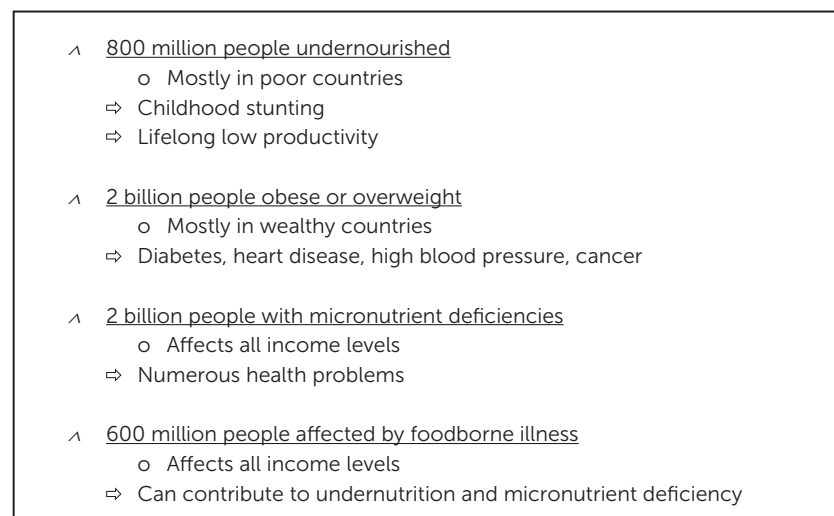 ^ 800 million people undernourished
o Mostly in poor countries
⇨ Childhood stunting
⇨ Lifelong low productivity
^ 2 billion people obese or overweight
o Mostly in wealthy countries
⇨ Diabetes, heart disease, high blood pressure, cancer
^ 2 billion people with micronutrient deficiencies
o Affects all income levels
⇨ Numerous health problems
^ 600 million people affected by foodborne illness
o Affects all income levels
⇨ Can contribute to undernutrition and micronutrient deficiency